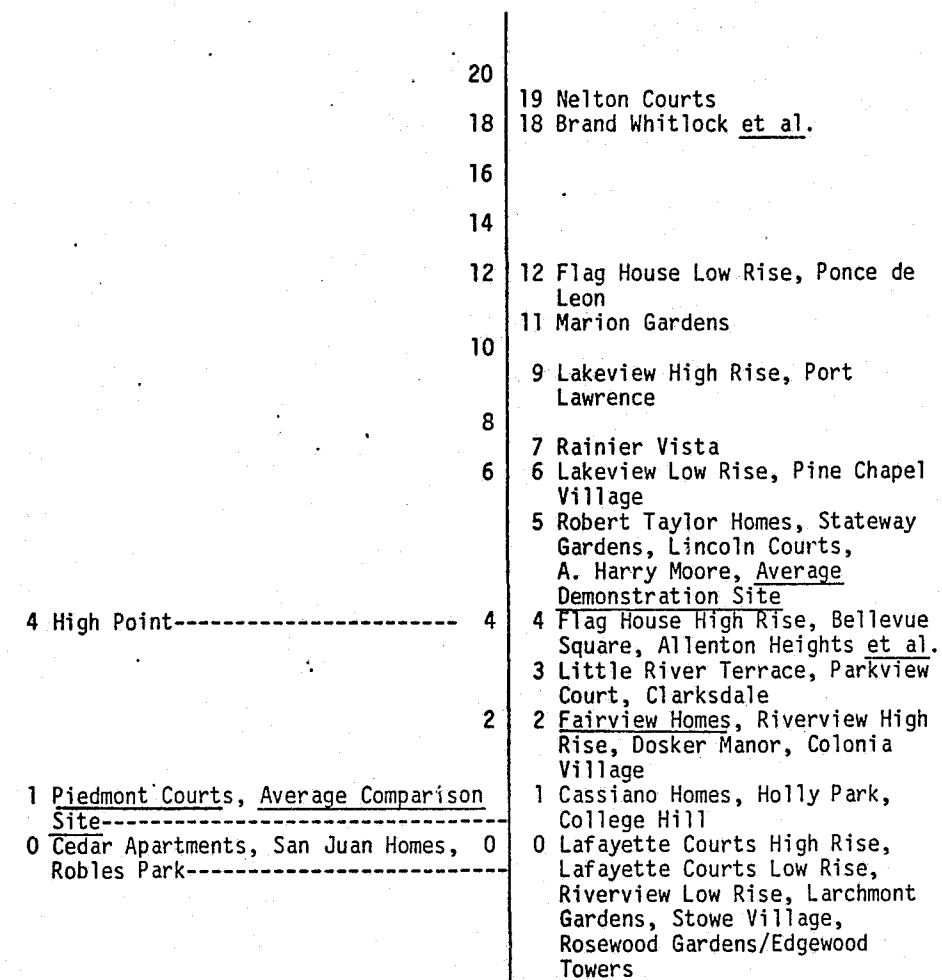 20
19 Nelton Courts
18 18 Brand Whitlock et al.
16
14
12 12 Flag House Low Rise, Ponce de
Leon
11 Marion Gardens
10
9 Lakeview High Rise, Port
Lawrence
8
7 Rainier Vista
6 6 Lakeview Low Rise, Pine Chapel
Village
5 Robert Taylor Homes, Stateway
Gardens, Lincoln Courts,
A. Harry Moore, Average
Demonstration Site
4 High Point----------------------- 4 4 Flag House High Rise, Bellevue
Square, Allenton Heights et al.
3 Little River Terrace, Parkview
Court, Clarksdale
2 2 Fairview Homes, Riverview High
Rise, Dosker Manor, Colonia
Village
1 Piedmont Courts, Average Comparison 1 Cassiano Homes, Holly Park,
Site--------------------------------- College Hill
0 Cedar Apartments, San Juan Homes, 0 0 Lafayette Courts High Rise,
Robles Park-------------------------- Lafayette Courts Low Rise,
Riverview Low Rise, Larchmont
Gardens, Stowe Village,
Rosewood Gardens/Edgewood
Towers